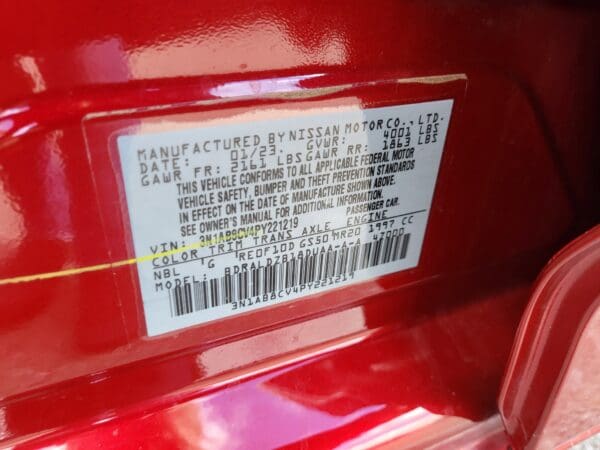 MANUFACTURED BY NISSAN MOTOR CO., LTD.
DATE: 01/23. GVWR: 4001 LBS
GAWR FR: 2161 LBS GAWR RR: 1863 LBS
THIS VEHICLE CONFORMS TO ALL APPLICABLE FEDERAL MOTOR
VEHICLE SAFETY, BUMPER AND THEFT PREVENTION STANDARDS
IN EFFECT ON THE DATE OF MANUFACTURE SHOWN ABOVE.
SEE OWNER'S MANUAL FOR ADDITIONAL INFORMATION.
VIN: 3N1AB8CV4PY221219 PASSENGER CAR.
COLOR TRIM TRANS AXLE ENGINE
NBL G RE0F10D GS50 MR20 1997 CC
MODEL: BDRALDZB18DUAA-A-A 47000
3N1AB8CV4PY221219